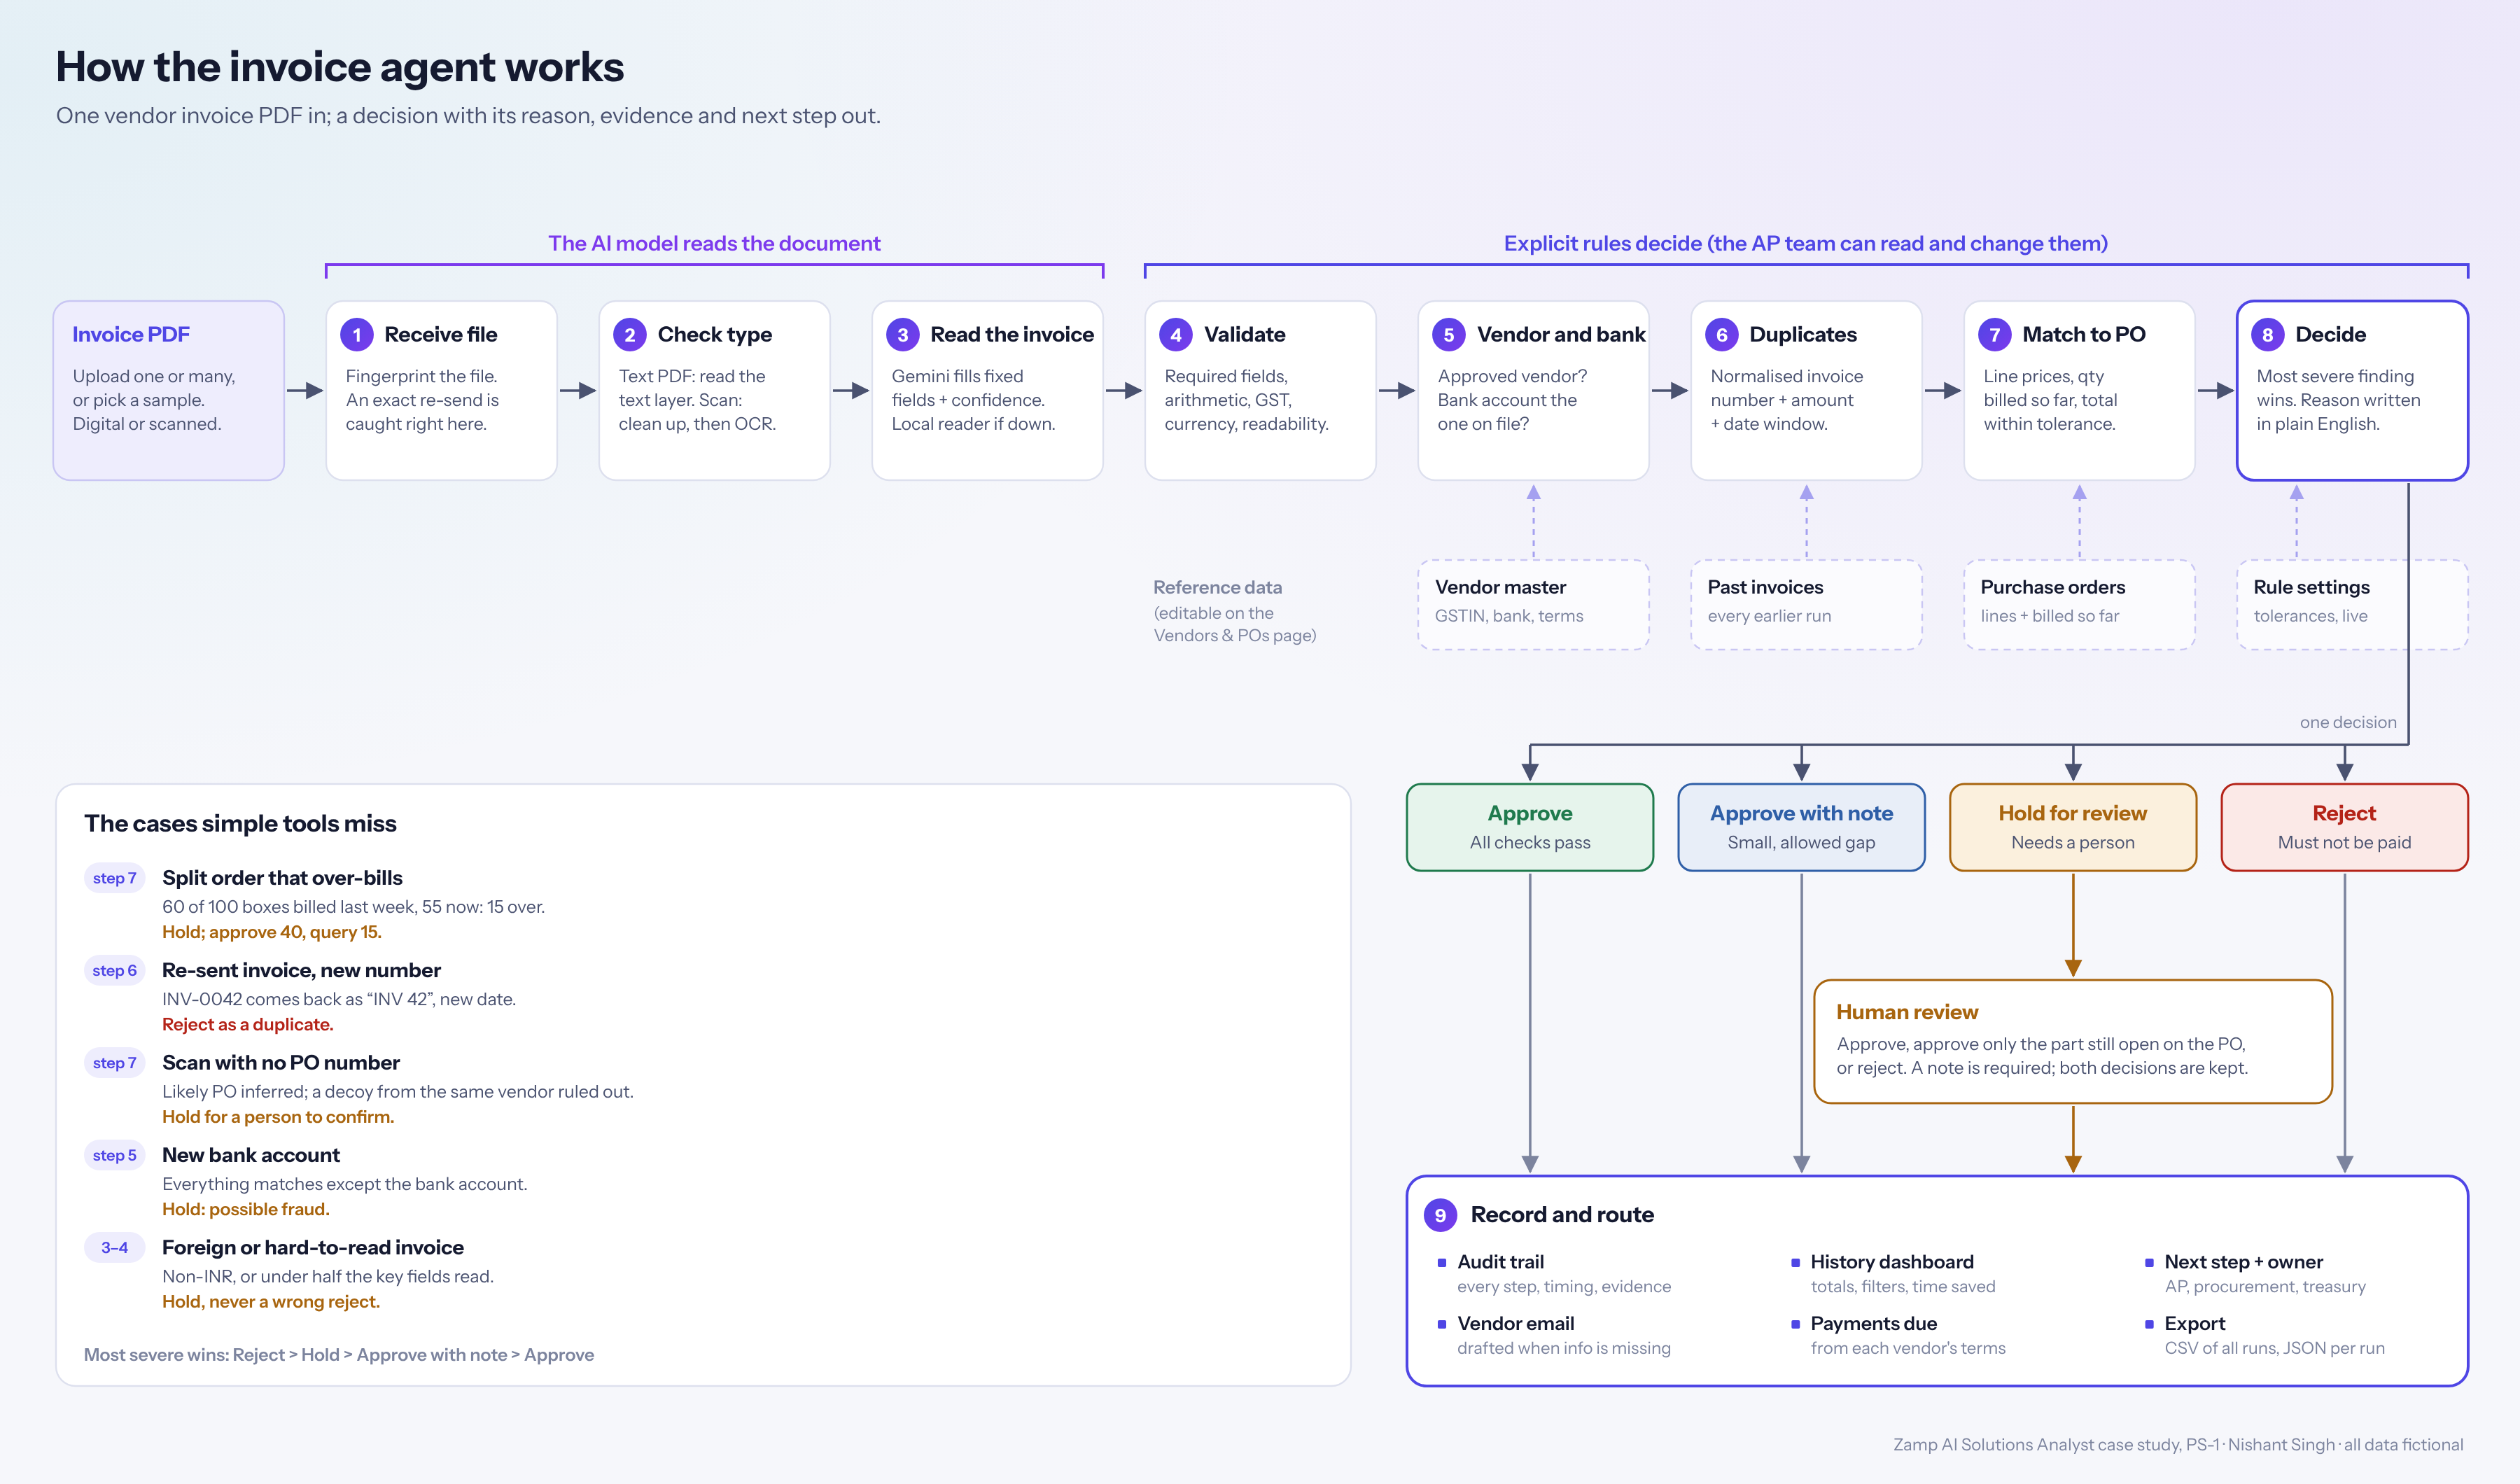 How the invoice agent works
One vendor invoice PDF in; a decision with its reason, evidence and next step out.
The AI model reads the document
Explicit rules decide (the AP team can read and change them)
Invoice PDF
Upload one or many,
or pick a sample.
Digital or scanned.
1 Receive file
Fingerprint the file.
An exact re-send is
caught right here.
2 Check type
Text PDF: read the
text layer. Scan:
clean up, then OCR.
3 Read the invoice
Gemini fills fixed
fields + confidence.
Local reader if down.
4 Validate
Required fields,
arithmetic, GST,
currency, readability.
5 Vendor and bank
Approved vendor?
Bank account the
one on file?
6 Duplicates
Normalised invoice
number + amount
+ date window.
7 Match to PO
Line prices, qty
billed so far, total
within tolerance.
8 Decide
Most severe finding
wins. Reason written
in plain English.
Reference data
(editable on the
Vendors & POs page)
Vendor master
GSTIN, bank, terms
Past invoices
every earlier run
Purchase orders
lines + billed so far
Rule settings
tolerances, live
one decision
The cases simple tools miss
step 7 Split order that over-bills
60 of 100 boxes billed last week, 55 now: 15 over.
Hold; approve 40, query 15.
step 6 Re-sent invoice, new number
INV-0042 comes back as “INV 42”, new date.
Reject as a duplicate.
step 7 Scan with no PO number
Likely PO inferred; a decoy from the same vendor ruled out.
Hold for a person to confirm.
step 5 New bank account
Everything matches except the bank account.
Hold: possible fraud.
3–4 Foreign or hard-to-read invoice
Non-INR, or under half the key fields read.
Hold, never a wrong reject.
Most severe wins: Reject > Hold > Approve with note > Approve
Approve
All checks pass
Approve with note
Small, allowed gap
Hold for review
Needs a person
Reject
Must not be paid
Human review
Approve, approve only the part still open on the PO,
or reject. A note is required; both decisions are kept.
9 Record and route
Audit trail
every step, timing, evidence
History dashboard
totals, filters, time saved
Next step + owner
AP, procurement, treasury
Vendor email
drafted when info is missing
Payments due
from each vendor's terms
Export
CSV of all runs, JSON per run
Zamp AI Solutions Analyst case study, PS-1 · Nishant Singh · all data fictional